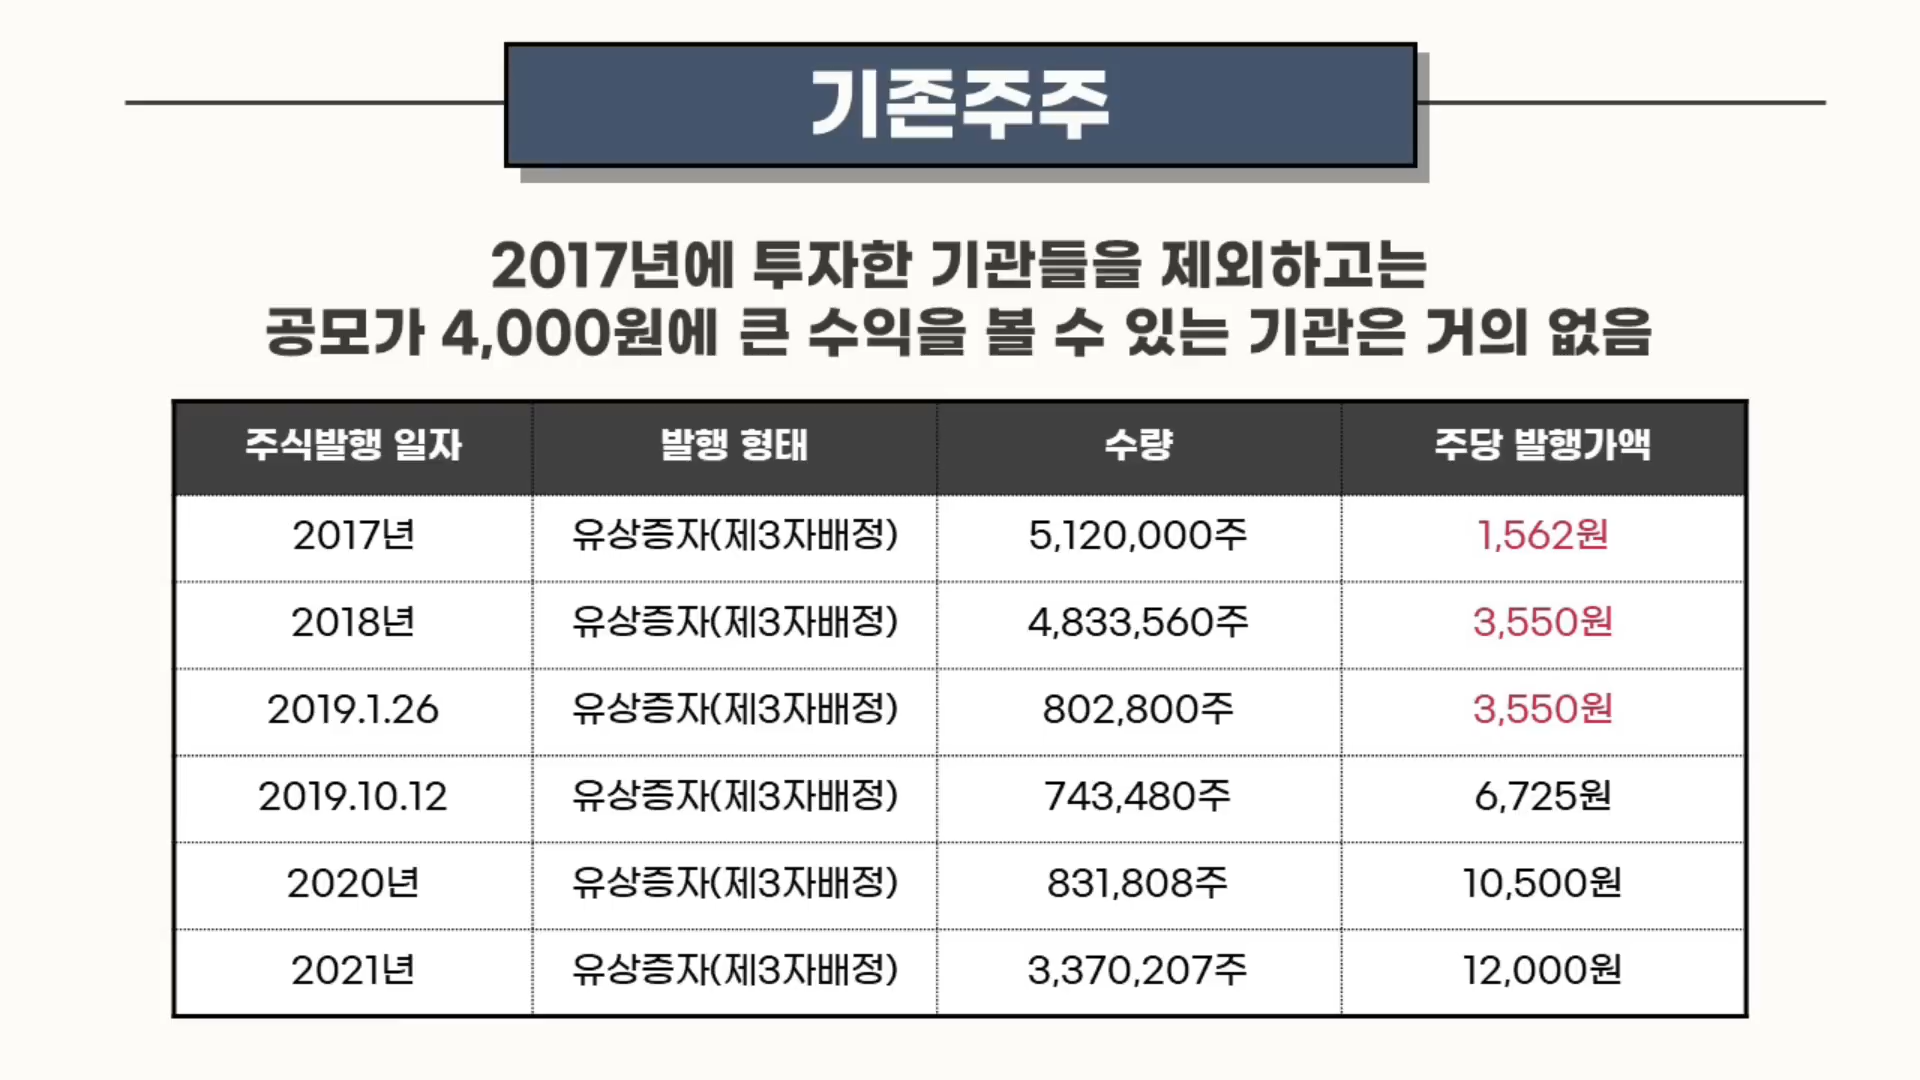 기존주주
2017년에 투자한 기관들을 제외하고는
공모가 4,000원에 큰 수익을 볼 수 있는 기관은 거의 없음
주식발행 일자 발행 형태 수량 주당 발행가액
2017년 유상증자(제3자배정) 5,120,000주 1,562원
2018년 유상증자(제3자배정) 4,833,560주 3,550원
2019.1.26 유상증자(제3자배정) 802,800주 3,550원
2019.10.12 유상증자(제3자배정) 743,480주 6,725원
2020년 유상증자(제3자배정) 831,808주 10,500원
2021년 유상증자(제3자배정) 3,370,207주 12,000원